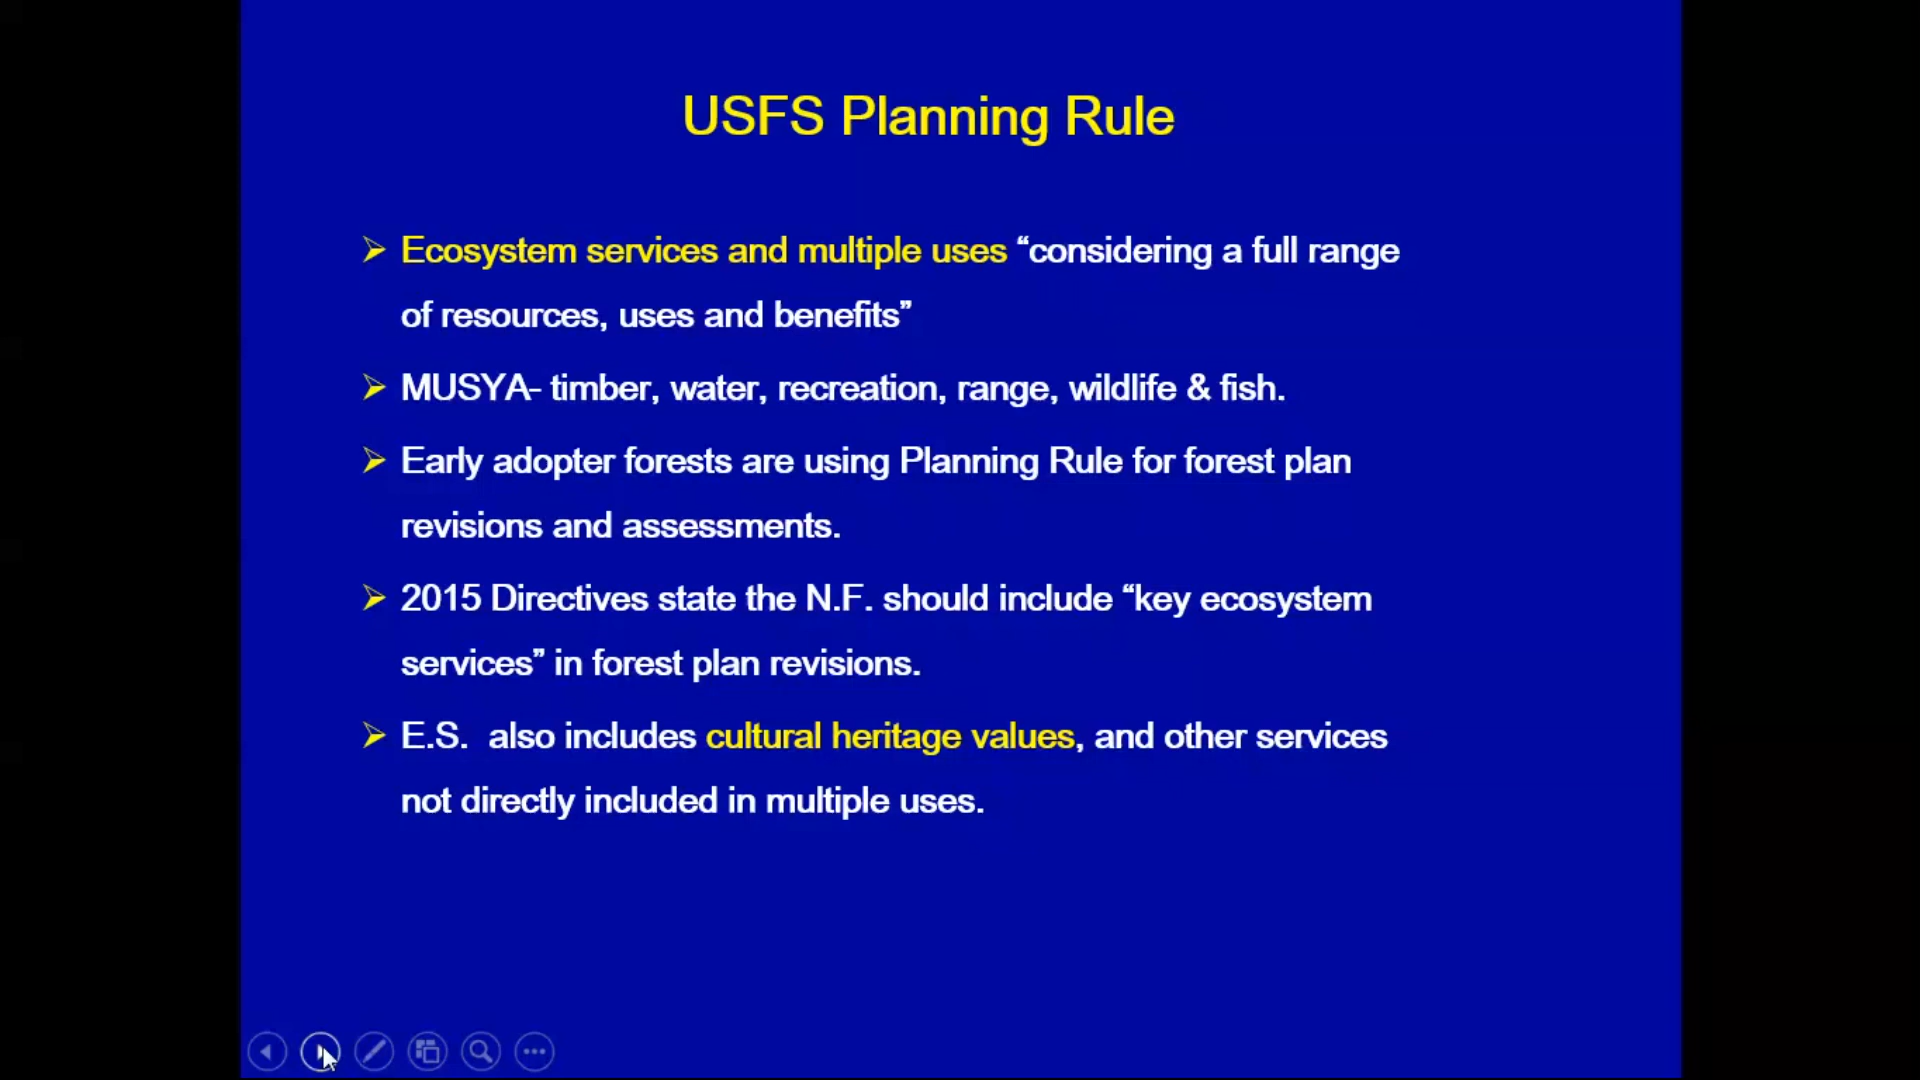 USFS Planning Rule
Ecosystem services and multiple uses “considering a full range
of resources, uses and benefits”
MUSYA- timber, water, recreation, range, wildlife & fish.
Early adopter forests are using Planning Rule for forest plan
revisions and assessments.
2015 Directives state the N.F. should include “key ecosystem
services” in forest plan revisions.
E.S.  also includes cultural heritage values, and other services
not directly included in multiple uses.